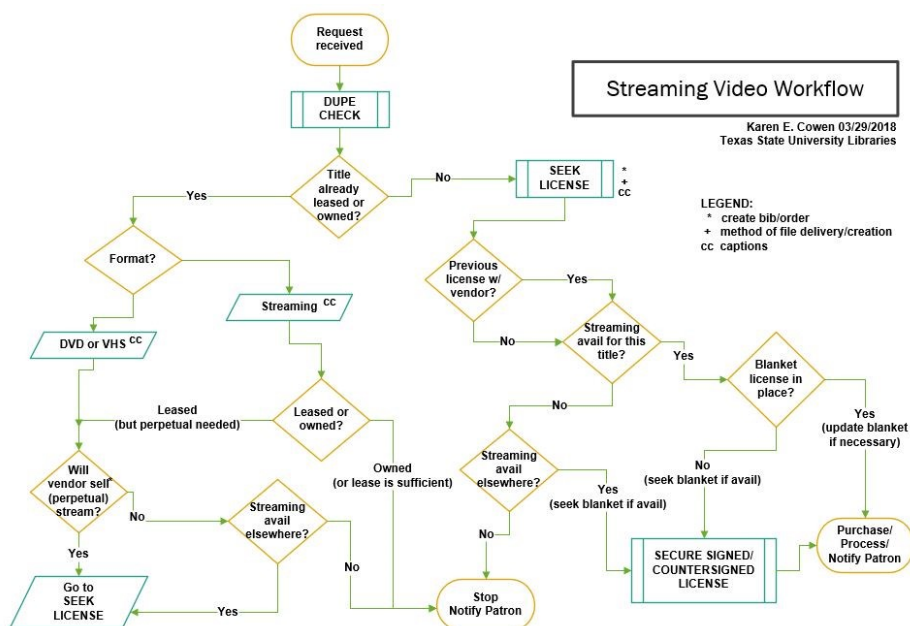 Request
received
Streaming Video Workflow
DUPE
CHECK
Karen E. Cowen 03/29/2018
Texas State University Libraries
Title
already
leased or
owned?
Yes
No
SEEK
LICENSE
*
+
cc
LEGEND:
* create bib/order
+ method of file delivery/creation
cc captions
Format?
Previous
license w/
vendor?
Yes
No
Streaming cc
DVD or VHS cc
Streaming
avail for this
title?
Yes
No
Blanket
license in
place?
Leased
(but perpetual needed)
Leased or
owned?
Yes
(update blanket
if necessary)
Will
vendor sell*
(perpetual)
stream?
No
Yes
Streaming
avail
elsewhere?
Owned
(or lease is sufficient)
Streaming
avail
elsewhere?
Yes
(seek blanket if avail)
No
(seek blanket if avail)
No
No
Yes
Go to
SEEK
LICENSE
Stop
Notify Patron
SECURE SIGNED/
COUNTERSIGNED
LICENSE
Purchase/
Process/
Notify Patron